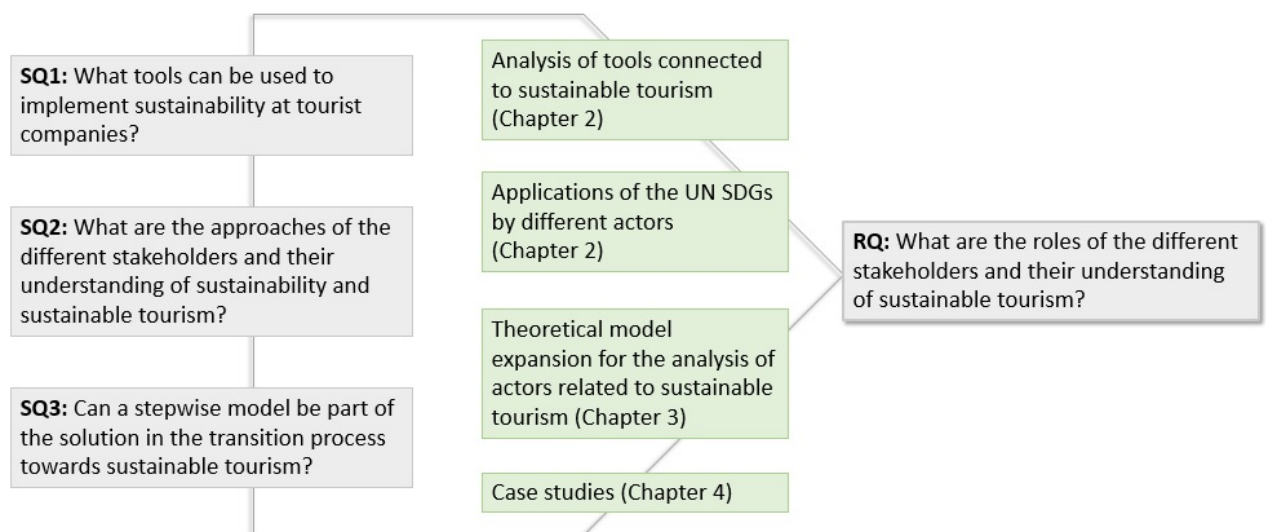 SQ1: What tools can be used to
implement sustainability at tourist
companies?
SQ2: What are the approaches of the
different stakeholders and their
understanding of sustainability and
sustainable tourism?
SQ3: Can a stepwise model be part of
the solution in the transition process
towards sustainable tourism?
Analysis of tools connected
to sustainable tourism
(Chapter 2)
Applications of the UN SDGs
by different actors
(Chapter 2)
Theoretical model
expansion for the analysis of
actors related to sustainable
tourism (Chapter 3)
Case studies (Chapter 4)
RQ: What are the roles of the different
stakeholders and their understanding
of sustainable tourism?